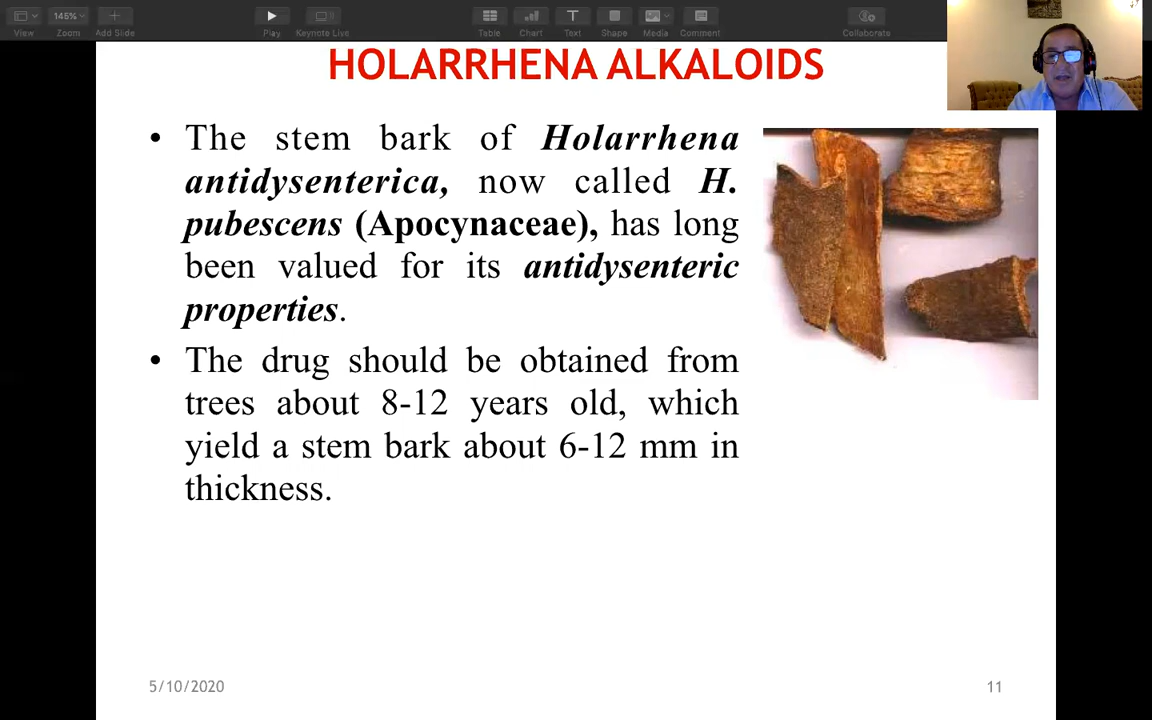 145%
View
Zoom
Add Slide
Play
Keynote Live
Table
Chart
Text
Shape
Media
Comment
Collaborate
HOLARRHENA ALKALOIDS
• The stem bark of Holarrhena
antidysenterica, now called H.
pubescens (Apocynaceae), has long
been valued for its antidysenteric
properties.
• The drug should be obtained from
trees about 8-12 years old, which
yield a stem bark about 6-12 mm in
thickness.
5/10/2020
11